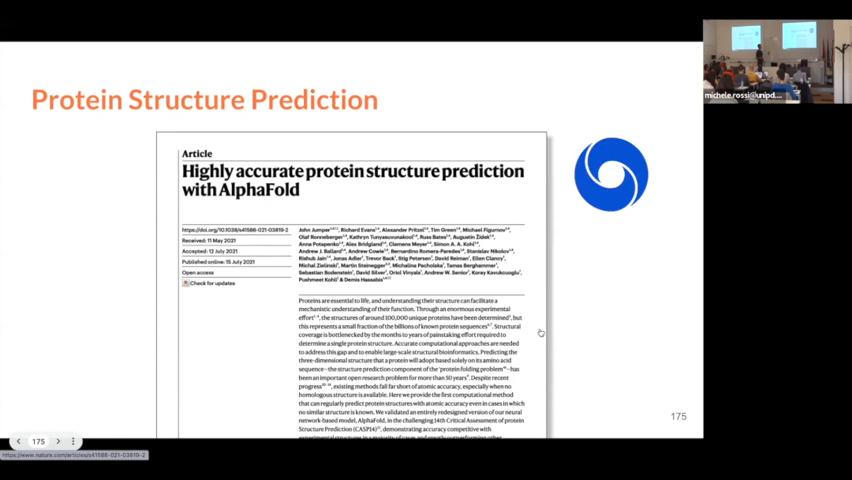 michele.rossi@unipd....
Protein Structure Prediction
Article
Highly accurate protein structure prediction
with AlphaFold
https://doi.org/10.1038/s41586-021-03819-2
Received: 11 May 2021
Accepted: 12 July 2021
Published online: 15 July 2021
Open access
Check for updates
John Jumper, Richard Evans, Alexander Pritzel, Tim Green, Michael Figurnov,
Olaf Ronneberger, Kathryn Tunyasuvunakool, Russ Bates, Augustin Žídek,
Anna Potapenko, Alex Bridgland, Clemens Meyer, Simon A. A. Kohl,
Andrew J. Ballard, Andrew Cowie, Bernardino Romera-Paredes, Stanislav Nikolov,
Rishub Jain, Jonas Adler, Trevor Back, Stig Petersen, David Reiman, Ellen Clancy,
Michal Zielinski, Martin Steinegger, Michalina Pacholska, Tamas Berghammer,
Sebastian Bodenstein, David Silver, Oriol Vinyals, Andrew W. Senior, Koray Kavukcuoglu,
Pushmeet Kohli & Demis Hassabis
Proteins are essential to life, and understanding their structure can facilitate a
mechanistic understanding of their function. Through an enormous experimental
effort, the structures of around 100,000 unique proteins have been determined, but
this represents a small fraction of the billions of known protein sequences. Structural
coverage is bottlenecked by the months to years of painstaking effort required to
determine a single protein structure. Accurate computational approaches are needed
to address this gap and to enable large-scale structural bioinformatics. Predicting the
three-dimensional structure that a protein will adopt based solely on its amino acid
sequence—the structure prediction component of the 'protein folding problem'—has
been an important open research problem for more than 50 years. Despite recent
progress, existing methods fall far short of atomic accuracy, especially when no
homologous structure is available. Here we provide the first computational method
that can regularly predict protein structures with atomic accuracy even in cases in which
no similar structure is known. We validated an entirely redesigned version of our neural
network-based model, AlphaFold, in the challenging 14th Critical Assessment of protein
Structure Prediction (CASP14), demonstrating accuracy competitive with
experimental structures in a majority of cases and greatly outperforming other
175
175
https://www.nature.com/articles/s41586-021-03819-2